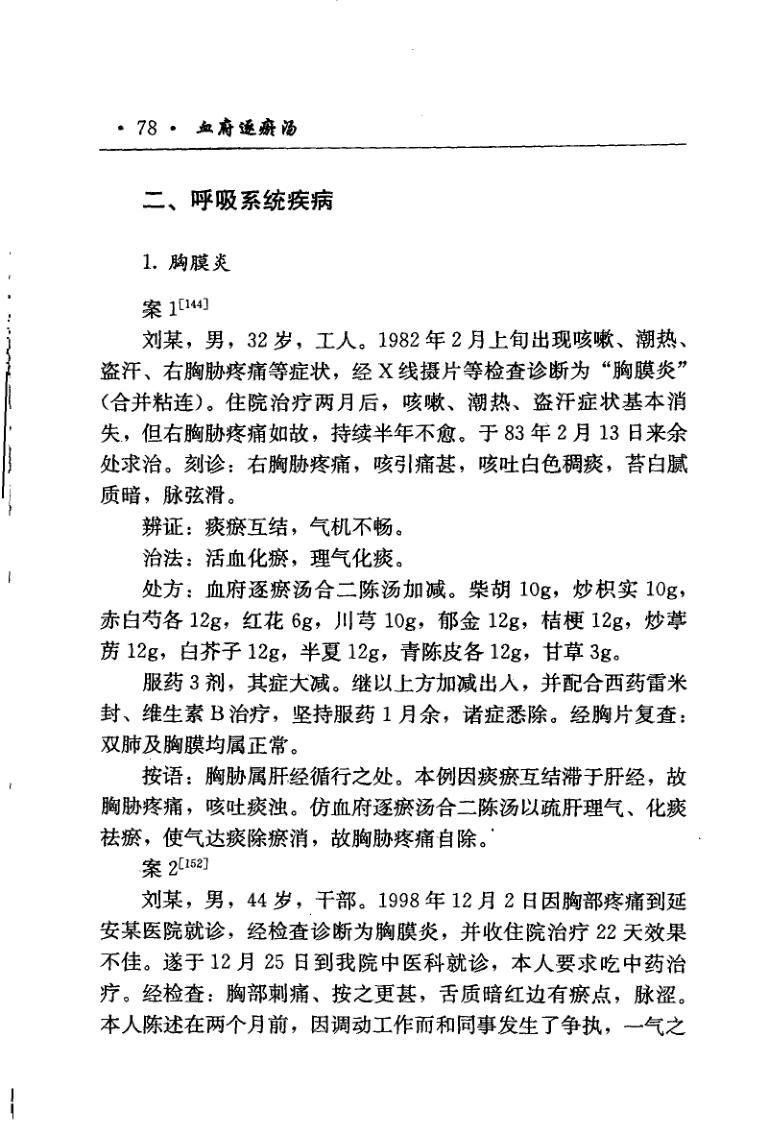 · 78 · 血府逐瘀汤
二、呼吸系统疾病
1. 胸膜炎
案 1[144]
刘某，男，32 岁，工人。1982 年 2 月上旬出现咳嗽、潮热、
盗汗、右胸胁疼痛等症状，经 X 线摄片等检查诊断为“胸膜炎”
（合并粘连）。住院治疗两月后，咳嗽、潮热、盗汗症状基本消
失，但右胸胁疼痛如故，持续半年不愈。于 83 年 2 月 13 日来余
处求治。刻诊：右胸胁疼痛，咳引痛甚，咳吐白色稠痰，苔白腻
质暗，脉弦滑。
辨证：痰瘀互结，气机不畅。
治法：活血化瘀，理气化痰。
处方：血府逐瘀汤合二陈汤加减。柴胡 10g，炒枳实 10g，
赤白芍各 12g，红花 6g，川芎 10g，郁金 12g，桔梗 12g，炒葶
苈 12g，白芥子 12g，半夏 12g，青陈皮各 12g，甘草 3g。
服药 3 剂，其症大减。继以上方加减出人，并配合西药雷米
封、维生素 B 治疗，坚持服药 1 月余，诸症悉除。经胸片复查：
双肺及胸膜均属正常。
按语：胸胁属肝经循行之处。本例因痰瘀互结滞于肝经，故
胸胁疼痛，咳吐痰浊。仿血府逐瘀汤合二陈汤以疏肝理气、化痰
祛瘀，使气达痰除瘀消，故胸胁疼痛自除。
案 2[152]
刘某，男，44 岁，干部。1998 年 12 月 2 日因胸部疼痛到延
安某医院就诊，经检查诊断为胸膜炎，并收住院治疗 22 天效果
不佳。遂于 12 月 25 日到我院中医科就诊，本人要求吃中药治
疗。经检查：胸部刺痛、按之更甚，舌质暗红边有瘀点，脉涩。
本人陈述在两个月前，因调动工作而和同事发生了争执，一气之